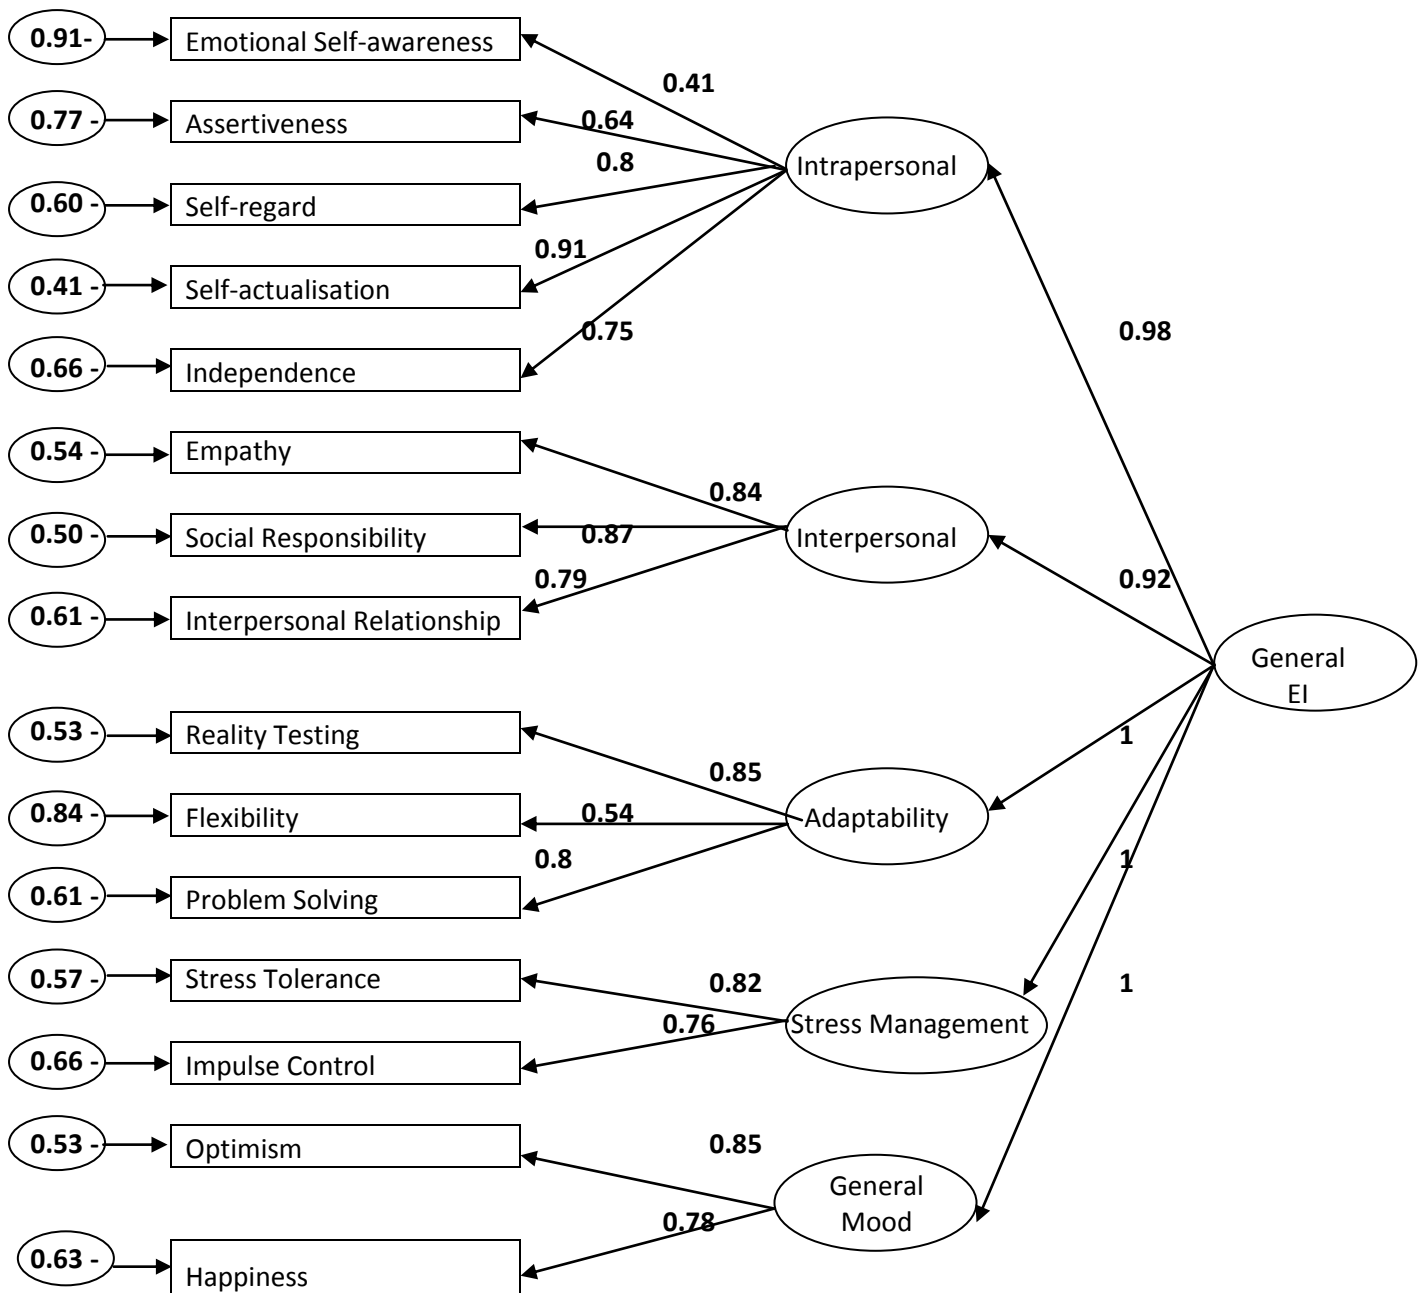 0.91-
Emotional Self-awareness
0.41
0.77 -
Assertiveness
0.64
0.8
Intrapersonal
0.60 -
Self-regard
0.91
0.41 -
Self-actualisation
0.75
0.98
0.66 -
Independence
0.54 -
Empathy
0.84
0.50 -
Social Responsibility
0.87
Interpersonal
0.79
0.92
0.61 -
Interpersonal Relationship
General
EI
0.53 -
Reality Testing
1
0.85
0.84 -
Flexibility
0.54
Adaptability
0.8
1
0.61 -
Problem Solving
0.57 -
Stress Tolerance
0.82
1
0.76
Stress Management
0.66 -
Impulse Control
0.53 -
Optimism
0.85
General
Mood
0.78
0.63 -
Happiness